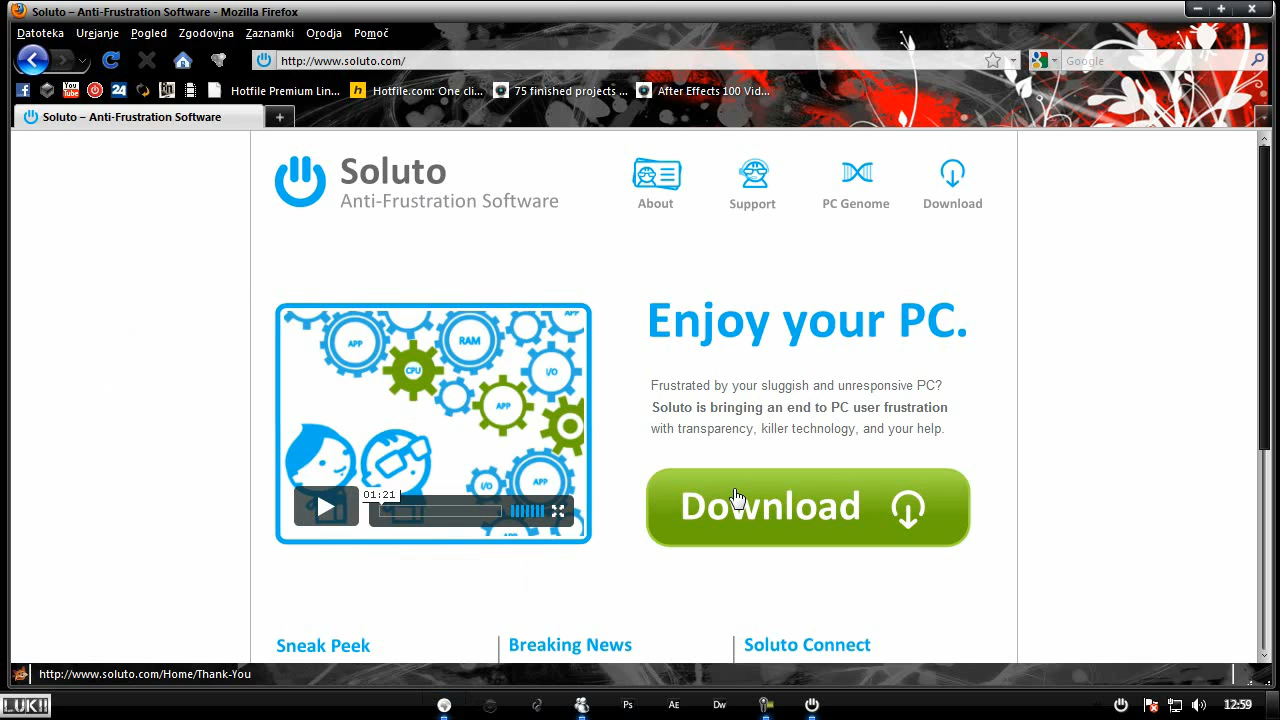 Soluto – Anti-Frustration Software - Mozilla Firefox
Datoteka Urejanje Pogled Zgodovina Zaznamki Orodja Pomoč
http://www.soluto.com/
Google
You Tube 24 h Hotfile Premium Lin... Hotfile.com: One cli... 75 finished projects ... After Effects 100 Vid...
Soluto – Anti-Frustration Software
Soluto
Anti-Frustration Software
About Support PC Genome Download
APP
APP RAM
CPU I/O
APP
I/O APP
01:21
Enjoy your PC.
Frustrated by your sluggish and unresponsive PC?
Soluto is bringing an end to PC user frustration
with transparency, killer technology, and your help.
Download
Sneak Peek Breaking News Soluto Connect
http://www.soluto.com/Home/Thank-You
LUK!! Ps AE Dw 12:59